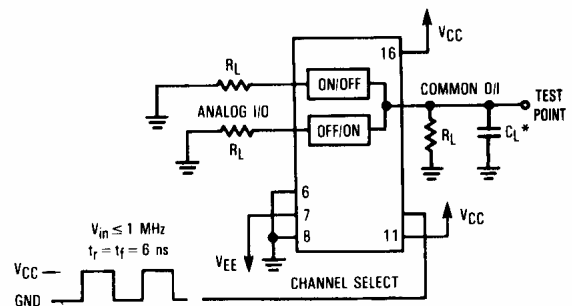 VCC
16
RL
ON/OFF
COMMON O/I
TEST
POINT
ANALOG I/O
OFF/ON
RL
RL
CL*
6
7
8
VCC
11
Vin ≤ 1 MHz
tr = tf = 6 ns
VEE
VCC
GND
CHANNEL SELECT